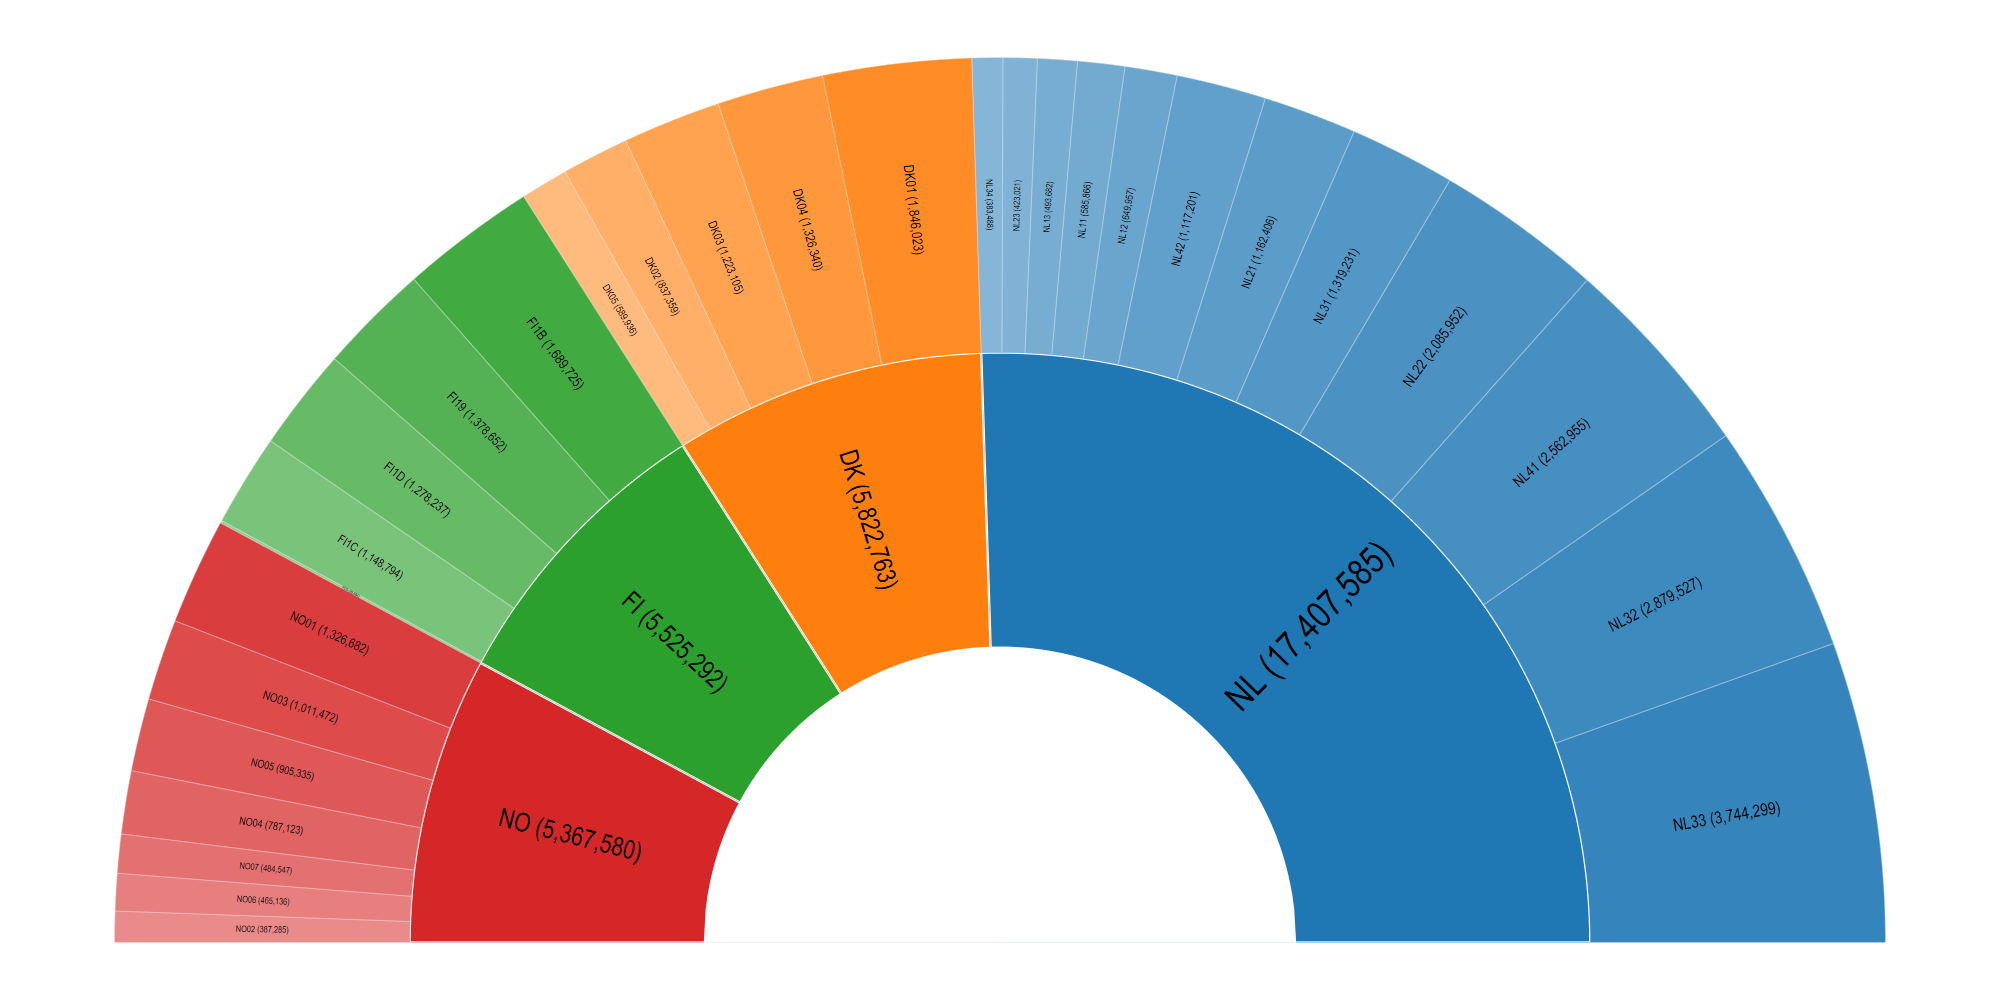 NL (17,407,585)
DK (5,822,763)
FI (5,525,292)
NO (5,367,580)
NL33 (3,744,299)
NL32 (2,879,527)
NL41 (2,562,955)
NL22 (2,085,952)
NL31 (1,319,231)
NL21 (1,162,406)
NL42 (1,117,201)
NL12 (649,957)
NL11 (585,866)
NL13 (493,682)
NL23 (423,021)
NL34 (383,488)
DK01 (1,846,023)
DK04 (1,326,340)
DK03 (1,223,105)
DK02 (837,359)
DK05 (589,936)
FI1B (1,689,725)
FI19 (1,378,652)
FI1D (1,278,237)
FI1C (1,148,794)
NO01 (1,326,682)
NO03 (1,011,472)
NO05 (905,335)
NO04 (787,123)
NO07 (484,547)
NO06 (465,136)
NO02 (387,285)